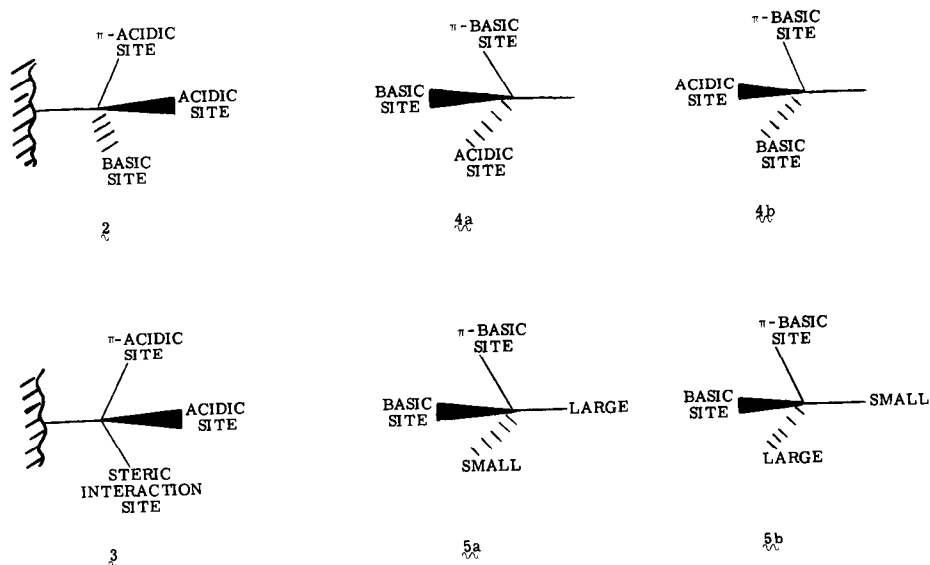 π-ACIDIC
SITE
ACIDIC
SITE
BASIC
SITE
2
π-BASIC
SITE
BASIC
SITE
ACIDIC
SITE
4a
π-BASIC
SITE
ACIDIC
SITE
BASIC
SITE
4b
π-ACIDIC
SITE
ACIDIC
SITE
STERIC
INTERACTION
SITE
3
π-BASIC
SITE
BASIC
SITE
LARGE
SMALL
5a
π-BASIC
SITE
BASIC
SITE
SMALL
LARGE
5b